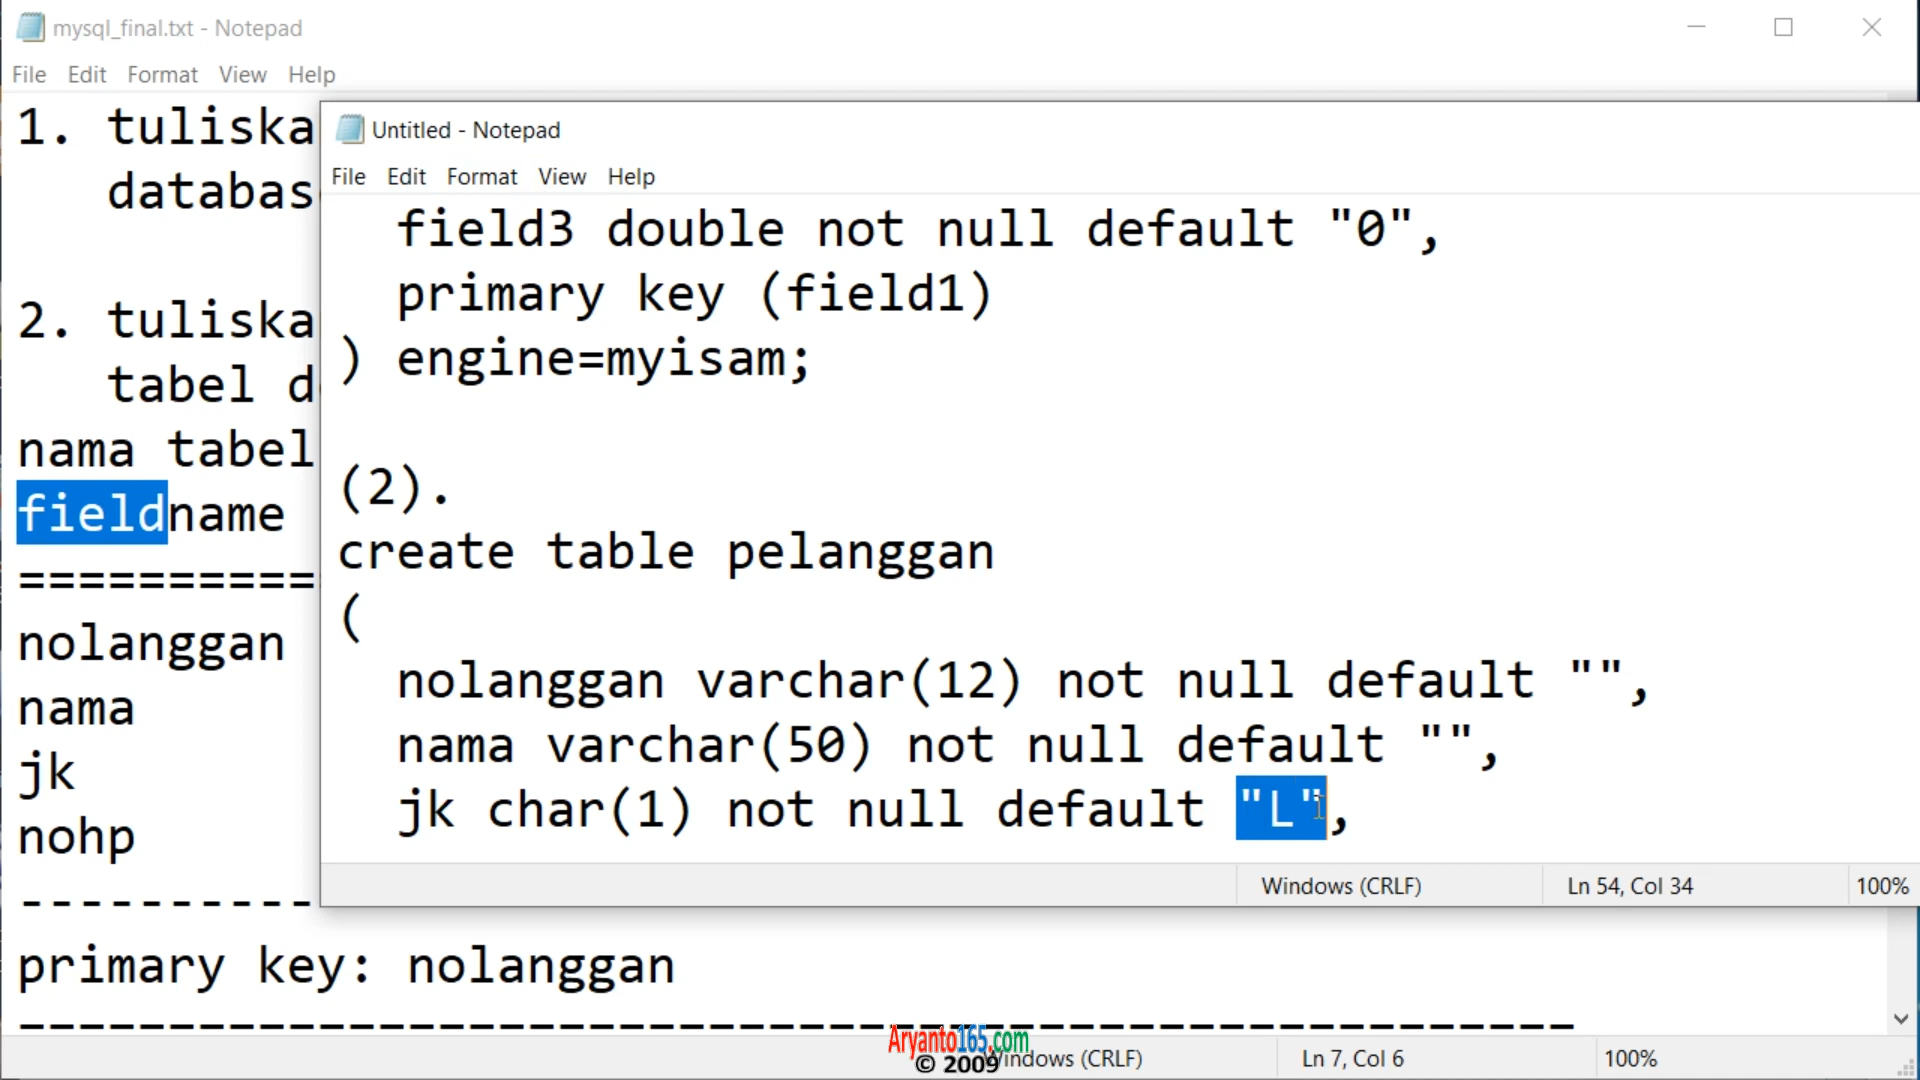 mysql_final.txt - Notepad
File Edit Format View Help
1. tuliska
databas
2. tuliska
tabel d
nama tabel
fieldname
==========
nolanggan
nama
jk
nohp
----------
primary key: nolanggan
----------------------------------------------------
Windows (CRLF) Ln 7, Col 6 100%
Untitled - Notepad
File Edit Format View Help
field3 double not null default "0",
primary key (field1)
) engine=myisam;
(2).
create table pelanggan
(
nolanggan varchar(12) not null default "",
nama varchar(50) not null default "",
jk char(1) not null default "L",
Windows (CRLF) Ln 54, Col 34 100%
Aryanto165.com
© 2009